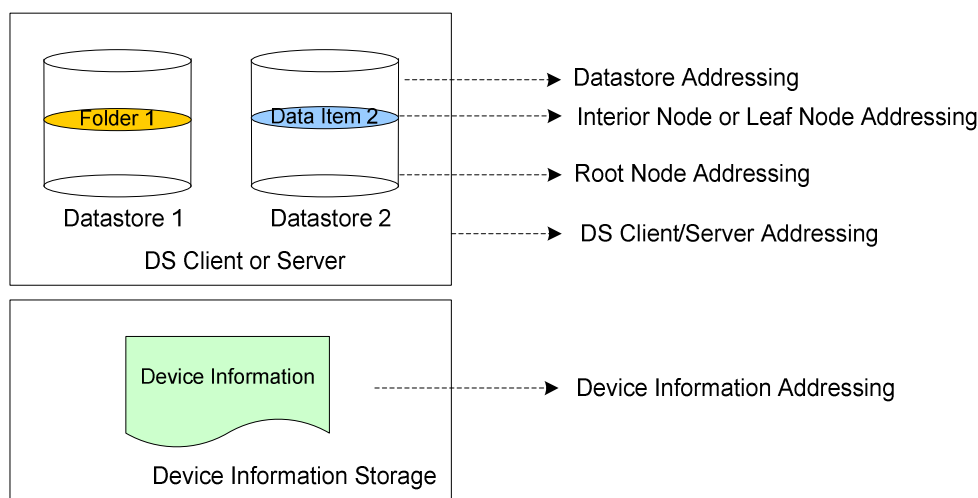 Folder 1
Data Item 2
Datastore 1
Datastore 2
DS Client or Server
Datastore Addressing
Interior Node or Leaf Node Addressing
Root Node Addressing
DS Client/Server Addressing
Device Information
Device Information Storage
Device Information Addressing